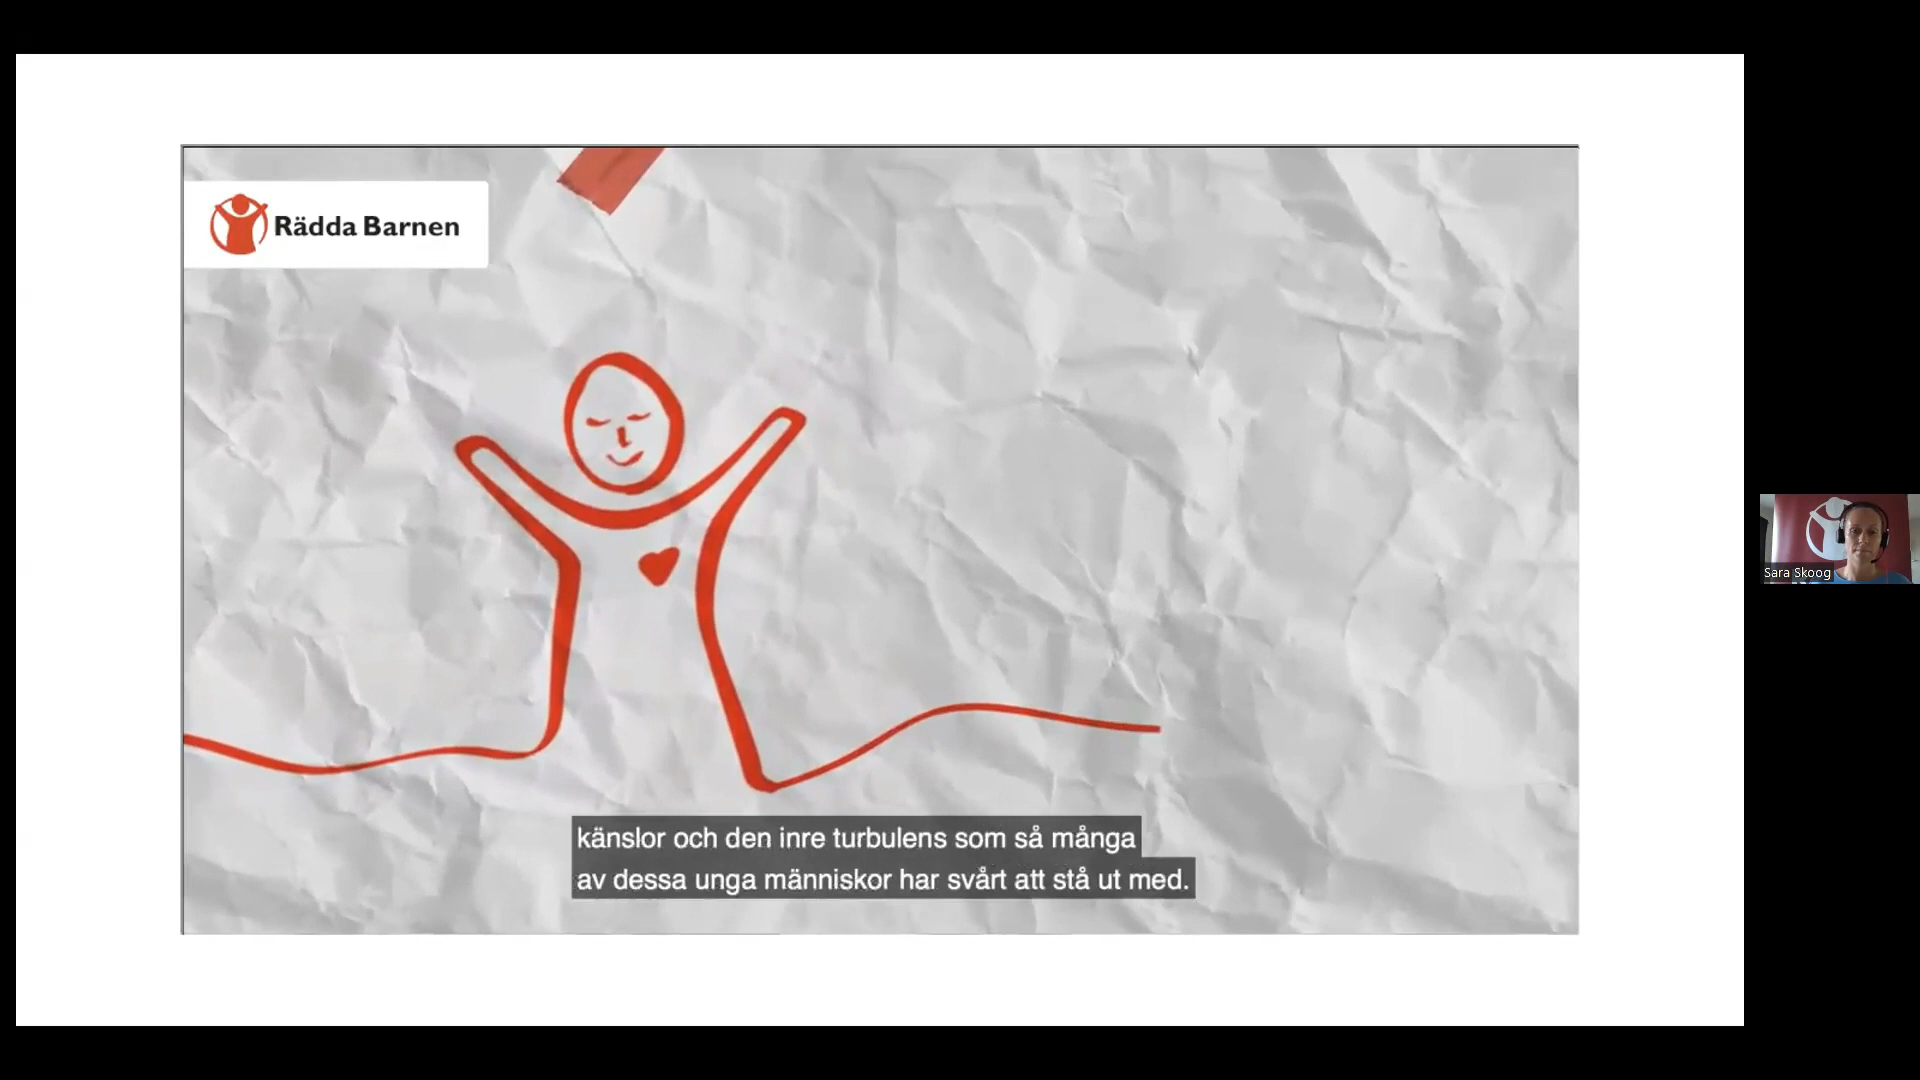 Rädda Barnen
känslor och den inre turbulens som så många
av dessa unga människor har svårt att stå ut med.
Sara Skoog